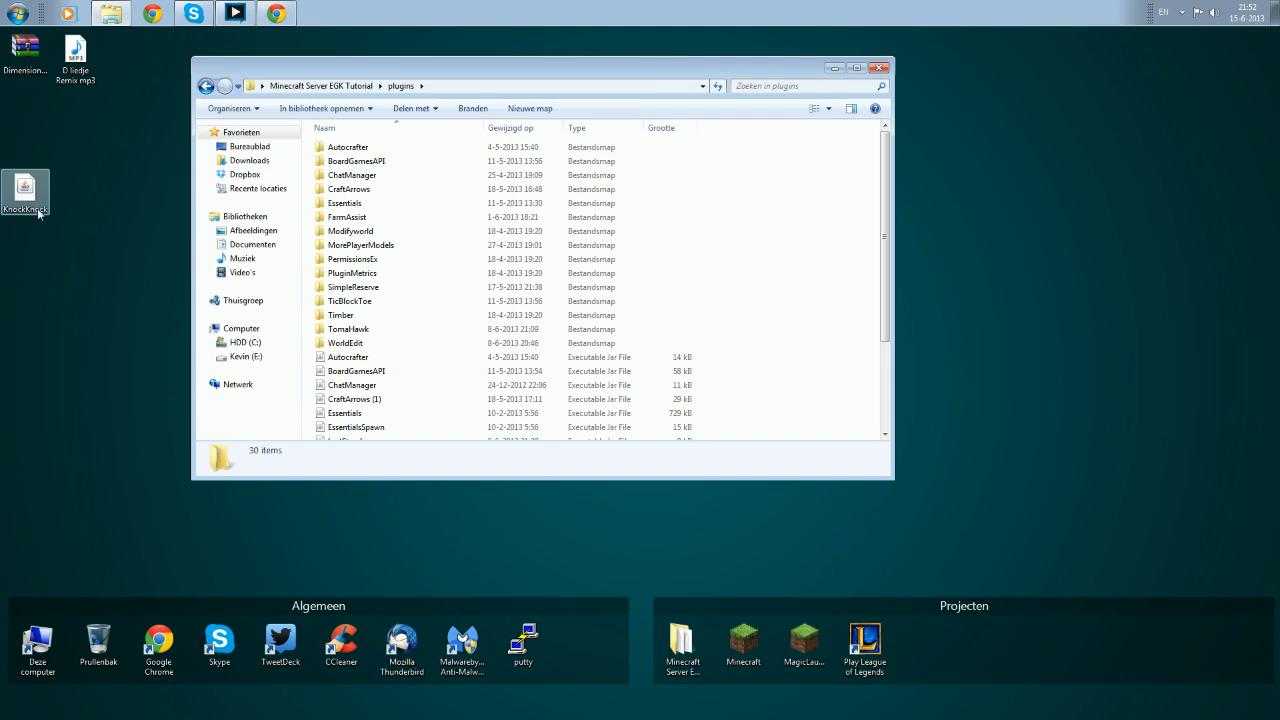 EN
21:52
15-6-2013
Dimension...
D liedje
Remix mp3
KnockKnock
Minecraft Server EGK Tutorial
plugins
Zoeken in plugins
Organiseren
In bibliotheek opnemen
Delen met
Branden
Nieuwe map
Favorieten
Bureaublad
Downloads
Dropbox
Recente locaties
Bibliotheken
Afbeeldingen
Documenten
Muziek
Video's
Thuisgroep
Computer
HDD (C:)
Kevin (E:)
Netwerk
Naam Gewijzigd op Type Grootte
Autocrafter 4-5-2013 15:40 Bestandsmap
BoardGamesAPI 11-5-2013 13:56 Bestandsmap
ChatManager 25-4-2013 19:09 Bestandsmap
CraftArrows 18-5-2013 16:48 Bestandsmap
Essentials 11-5-2013 13:30 Bestandsmap
FarmAssist 1-6-2013 18:21 Bestandsmap
Modifyworld 18-4-2013 19:20 Bestandsmap
MorePlayerModels 27-4-2013 19:01 Bestandsmap
PermissionsEx 18-4-2013 19:20 Bestandsmap
PluginMetrics 18-4-2013 19:20 Bestandsmap
SimpleReserve 17-5-2013 21:38 Bestandsmap
TicBlockToe 11-5-2013 13:56 Bestandsmap
Timber 18-4-2013 19:20 Bestandsmap
TomaHawk 8-6-2013 21:09 Bestandsmap
WorldEdit 8-6-2013 20:46 Bestandsmap
Autocrafter 4-5-2013 15:40 Executable Jar File 14 kB
BoardGamesAPI 11-5-2013 13:54 Executable Jar File 58 kB
ChatManager 24-12-2012 22:06 Executable Jar File 11 kB
CraftArrows (1) 18-5-2013 17:11 Executable Jar File 29 kB
Essentials 10-2-2013 5:56 Executable Jar File 729 kB
EssentialsSpawn 10-2-2013 5:56 Executable Jar File 15 kB
30 items
Algemeen
Deze
computer
Prullenbak
Google
Chrome
Skype
TweetDeck
CCleaner
Mozilla
Thunderbird
Malwareby...
Anti-Malw...
putty
Projecten
Minecraft
Server E...
Minecraft
MagicLau...
Play League
of Legends